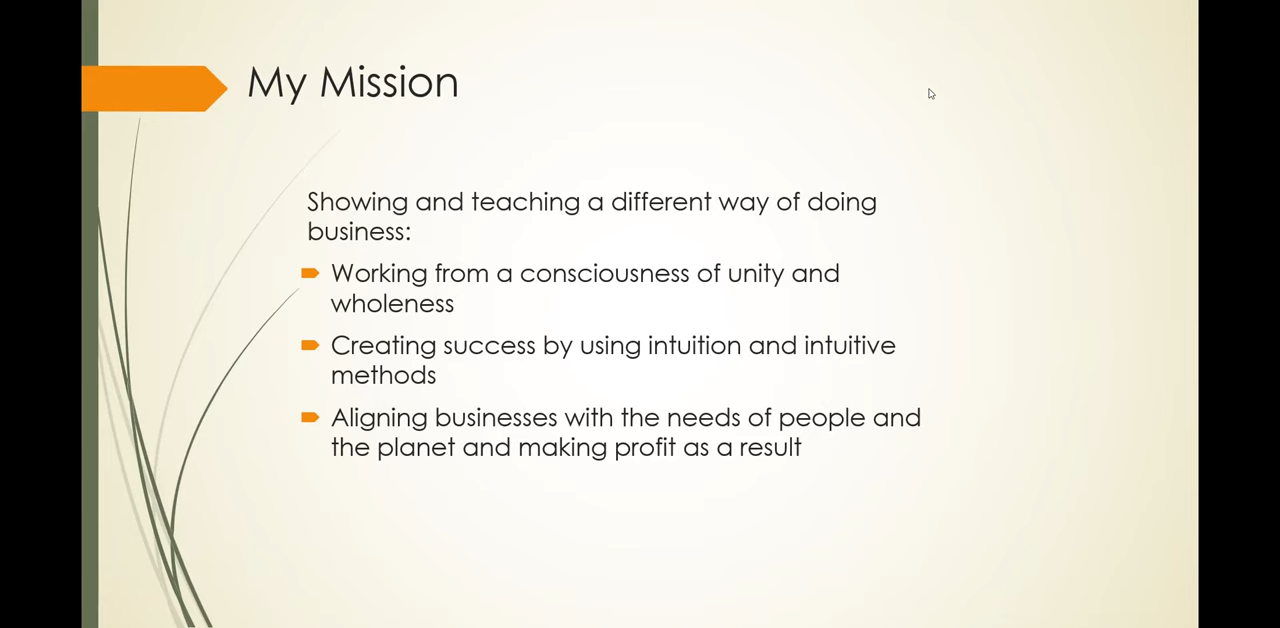 My Mission
Showing and teaching a different way of doing
business:
Working from a consciousness of unity and
wholeness
Creating success by using intuition and intuitive
methods
Aligning businesses with the needs of people and
the planet and making profit as a result